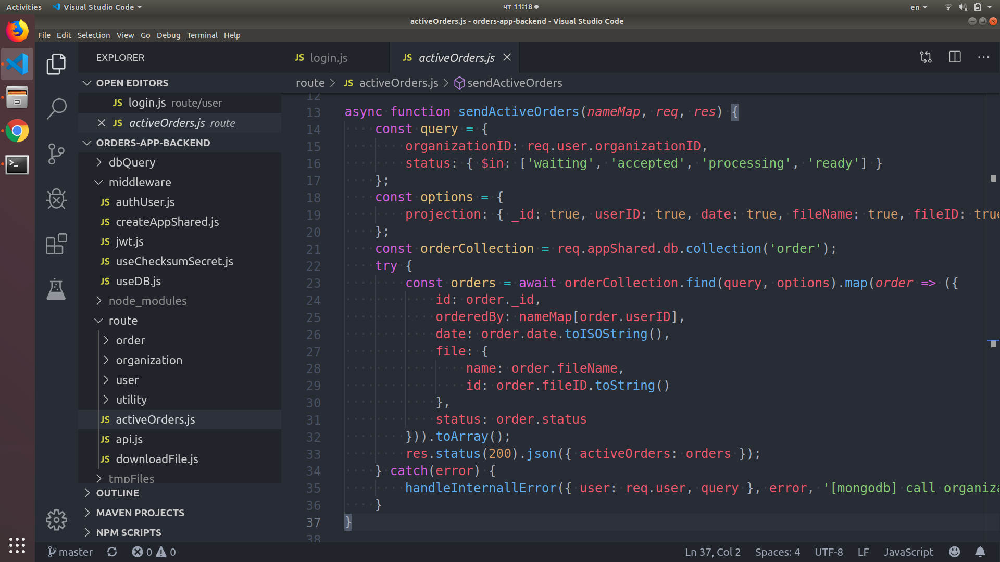 Activities Visual Studio Code чт 11:18 en
activeOrders.js - orders-app-backend - Visual Studio Code
File Edit Selection View Go Debug Terminal Help
EXPLORER
OPEN EDITORS
JS login.js route/user
JS activeOrders.js route
ORDERS-APP-BACKEND
dbQuery
middleware
JS authUser.js
JS createAppShared.js
JS jwt.js
JS useChecksumSecret.js
JS useDB.js
node_modules
route
order
organization
user
utility
JS activeOrders.js
JS api.js
JS downloadFile.js
tmpFiles
OUTLINE
MAVEN PROJECTS
NPM SCRIPTS
JS login.js JS activeOrders.js
route > JS activeOrders.js > sendActiveOrders
12
13 async function sendActiveOrders(nameMap, req, res) {
14     const query = {
15         organizationID: req.user.organizationID,
16         status: { $in: ['waiting', 'accepted', 'processing', 'ready'] }
17     };
18     const options = {
19         projection: { _id: true, userID: true, date: true, fileName: true, fileID: true
20     };
21     const orderCollection = req.appShared.db.collection('order');
22     try {
23         const orders = await orderCollection.find(query, options).map(order => ({
24             id: order._id,
25             orderedBy: nameMap[order.userID],
26             date: order.date.toISOString(),
27             file: {
28                 name: order.fileName,
29                 id: order.fileID.toString()
30             },
31             status: order.status
32         })).toArray();
33         res.status(200).json({ activeOrders: orders });
34     } catch(error) {
35         handleInternallError({ user: req.user, query }, error, '[mongodb] call organiza
36     }
37 }
38
master 0 0 Ln 37, Col 2 Spaces: 4 UTF-8 LF JavaScript